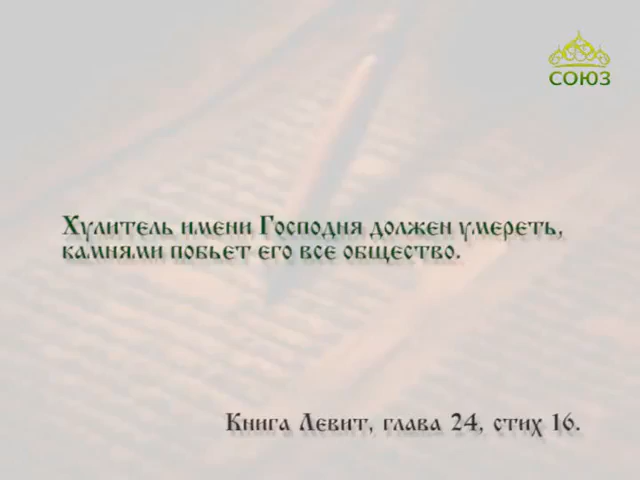 СОЮЗ
Хулитель имени Господня должен умереть,
камнями побьет его все общество.
Книга Левит, глава 24, стих 16.